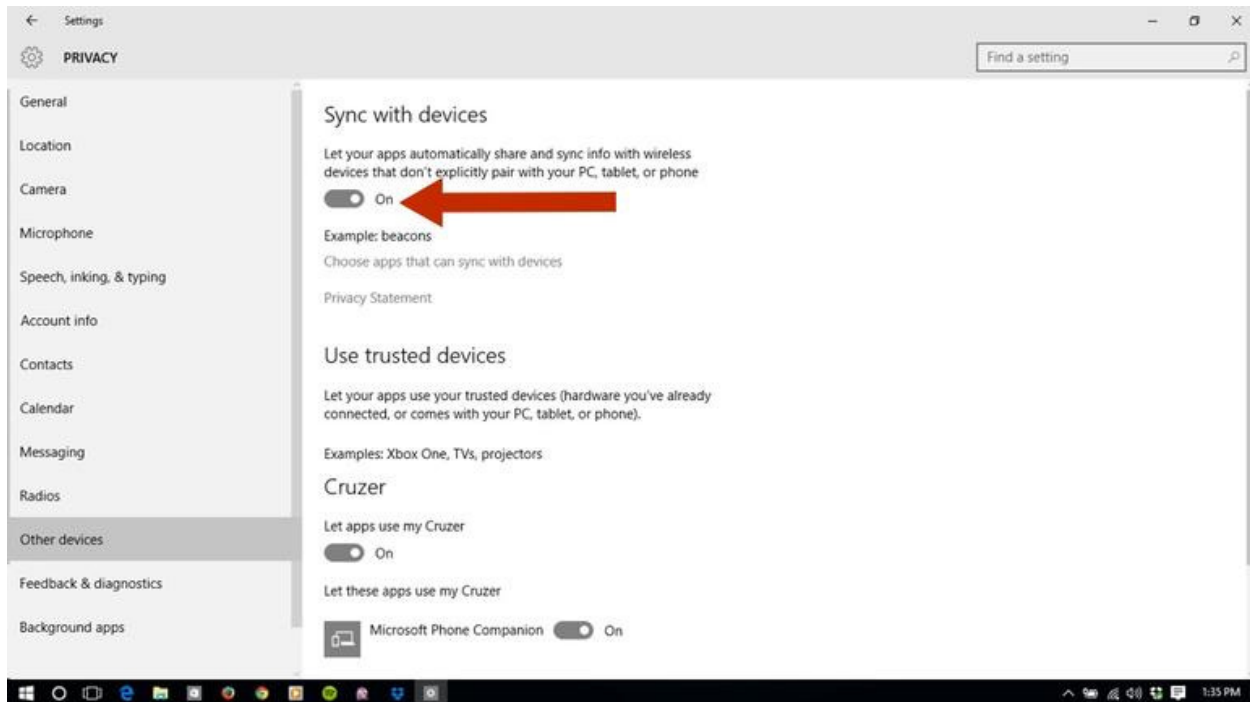 Settings
PRIVACY
Find a setting
General
Location
Camera
Microphone
Speech, inking, & typing
Account info
Contacts
Calendar
Messaging
Radios
Other devices
Feedback & diagnostics
Background apps
Sync with devices
Let your apps automatically share and sync info with wireless
devices that don't explicitly pair with your PC, tablet, or phone
On
Example: beacons
Choose apps that can sync with devices
Privacy Statement
Use trusted devices
Let your apps use your trusted devices (hardware you've already
connected, or comes with your PC, tablet, or phone).
Examples: Xbox One, TVs, projectors
Cruzer
Let apps use my Cruzer
On
Let these apps use my Cruzer
Microsoft Phone Companion On
1:35 PM